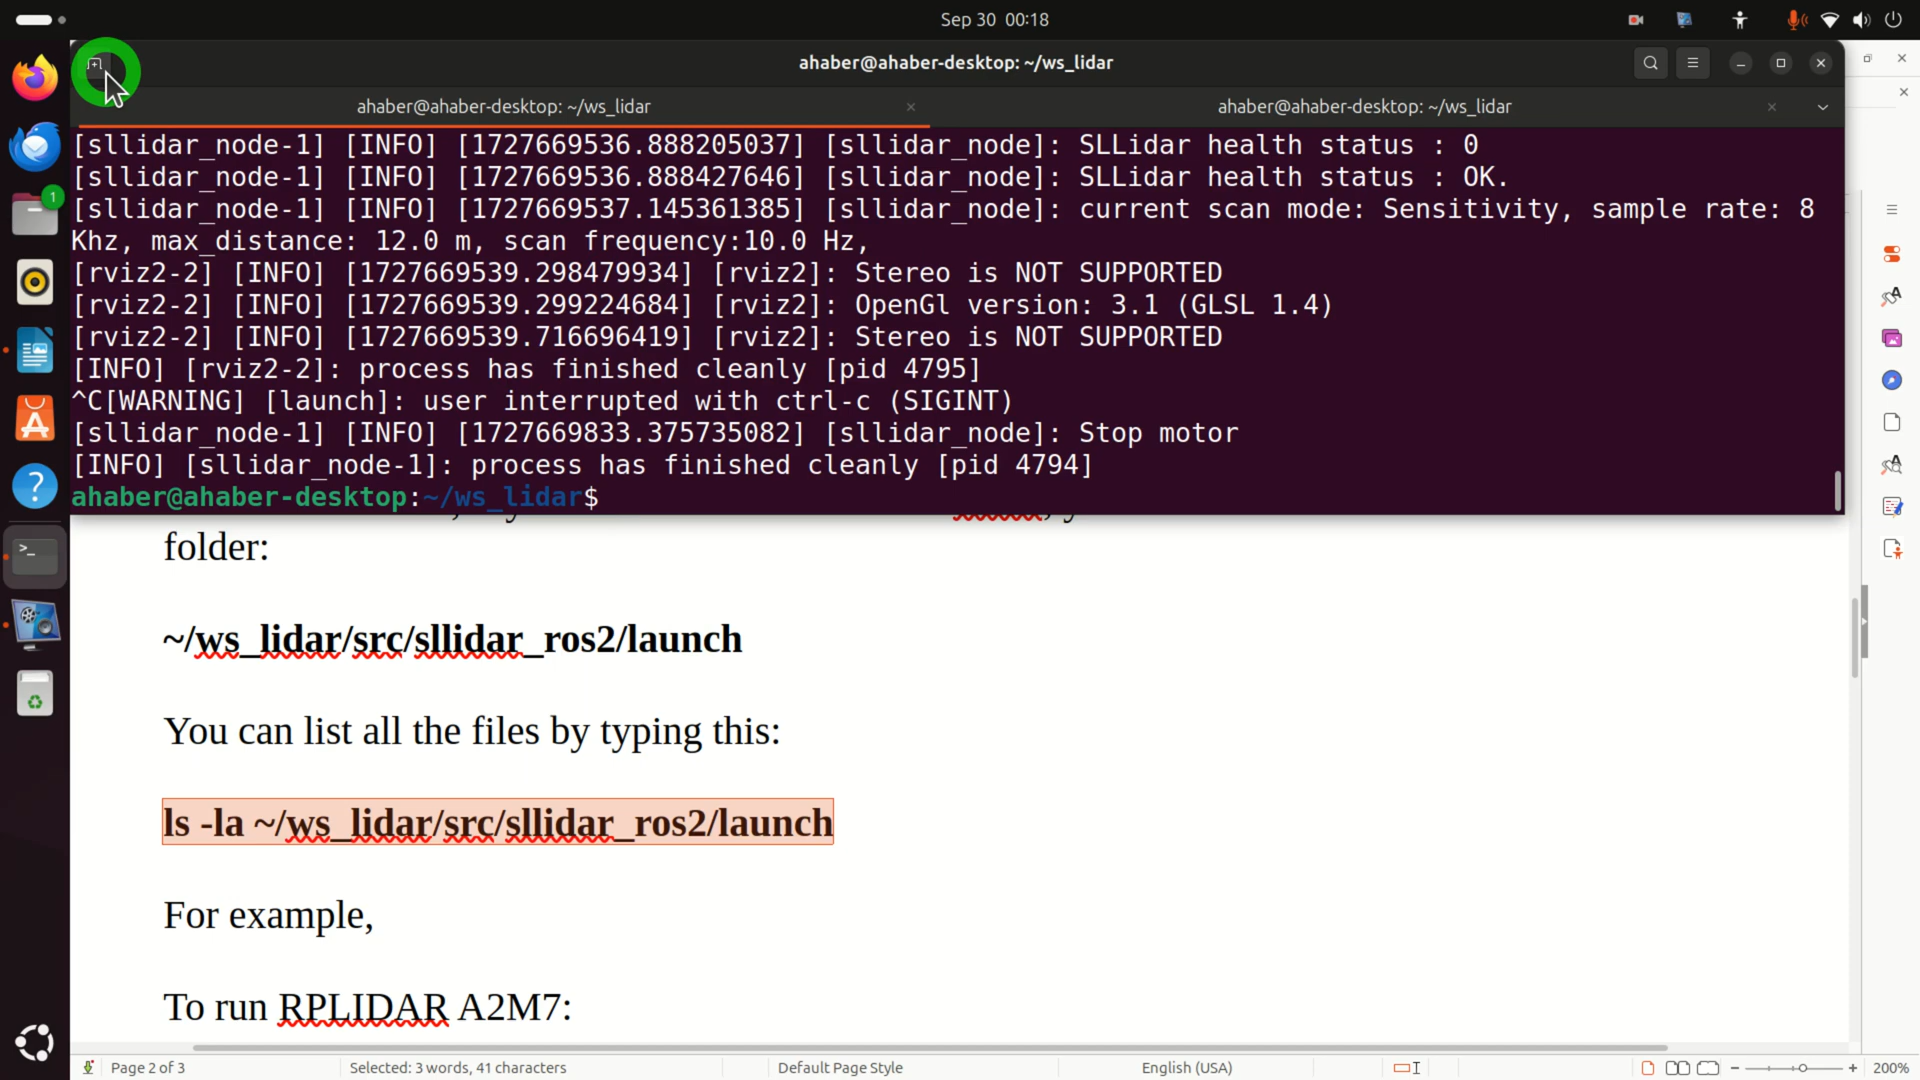 Sep 30 00:18
ahaber@ahaber-desktop: ~/ws_lidar
ahaber@ahaber-desktop: ~/ws_lidar
ahaber@ahaber-desktop: ~/ws_lidar
[sllidar_node-1] [INFO] [1727669536.888205037] [sllidar_node]: SLLidar health status : 0
[sllidar_node-1] [INFO] [1727669536.888427646] [sllidar_node]: SLLidar health status : OK.
[sllidar_node-1] [INFO] [1727669537.145361385] [sllidar_node]: current scan mode: Sensitivity, sample rate: 8
Khz, max_distance: 12.0 m, scan frequency:10.0 Hz,
[rviz2-2] [INFO] [1727669539.298479934] [rviz2]: Stereo is NOT SUPPORTED
[rviz2-2] [INFO] [1727669539.299224684] [rviz2]: OpenGl version: 3.1 (GLSL 1.4)
[rviz2-2] [INFO] [1727669539.716696419] [rviz2]: Stereo is NOT SUPPORTED
[INFO] [rviz2-2]: process has finished cleanly [pid 4795]
^C[WARNING] [launch]: user interrupted with ctrl-c (SIGINT)
[sllidar_node-1] [INFO] [1727669833.375735082] [sllidar_node]: Stop motor
[INFO] [sllidar_node-1]: process has finished cleanly [pid 4794]
ahaber@ahaber-desktop:~/ws_lidar$
folder:
~/ws_lidar/src/sllidar_ros2/launch
You can list all the files by typing this:
ls -la ~/ws_lidar/src/sllidar_ros2/launch
For example,
To run RPLIDAR A2M7:
Page 2 of 3
Selected: 3 words, 41 characters
Default Page Style
English (USA)
200%
1